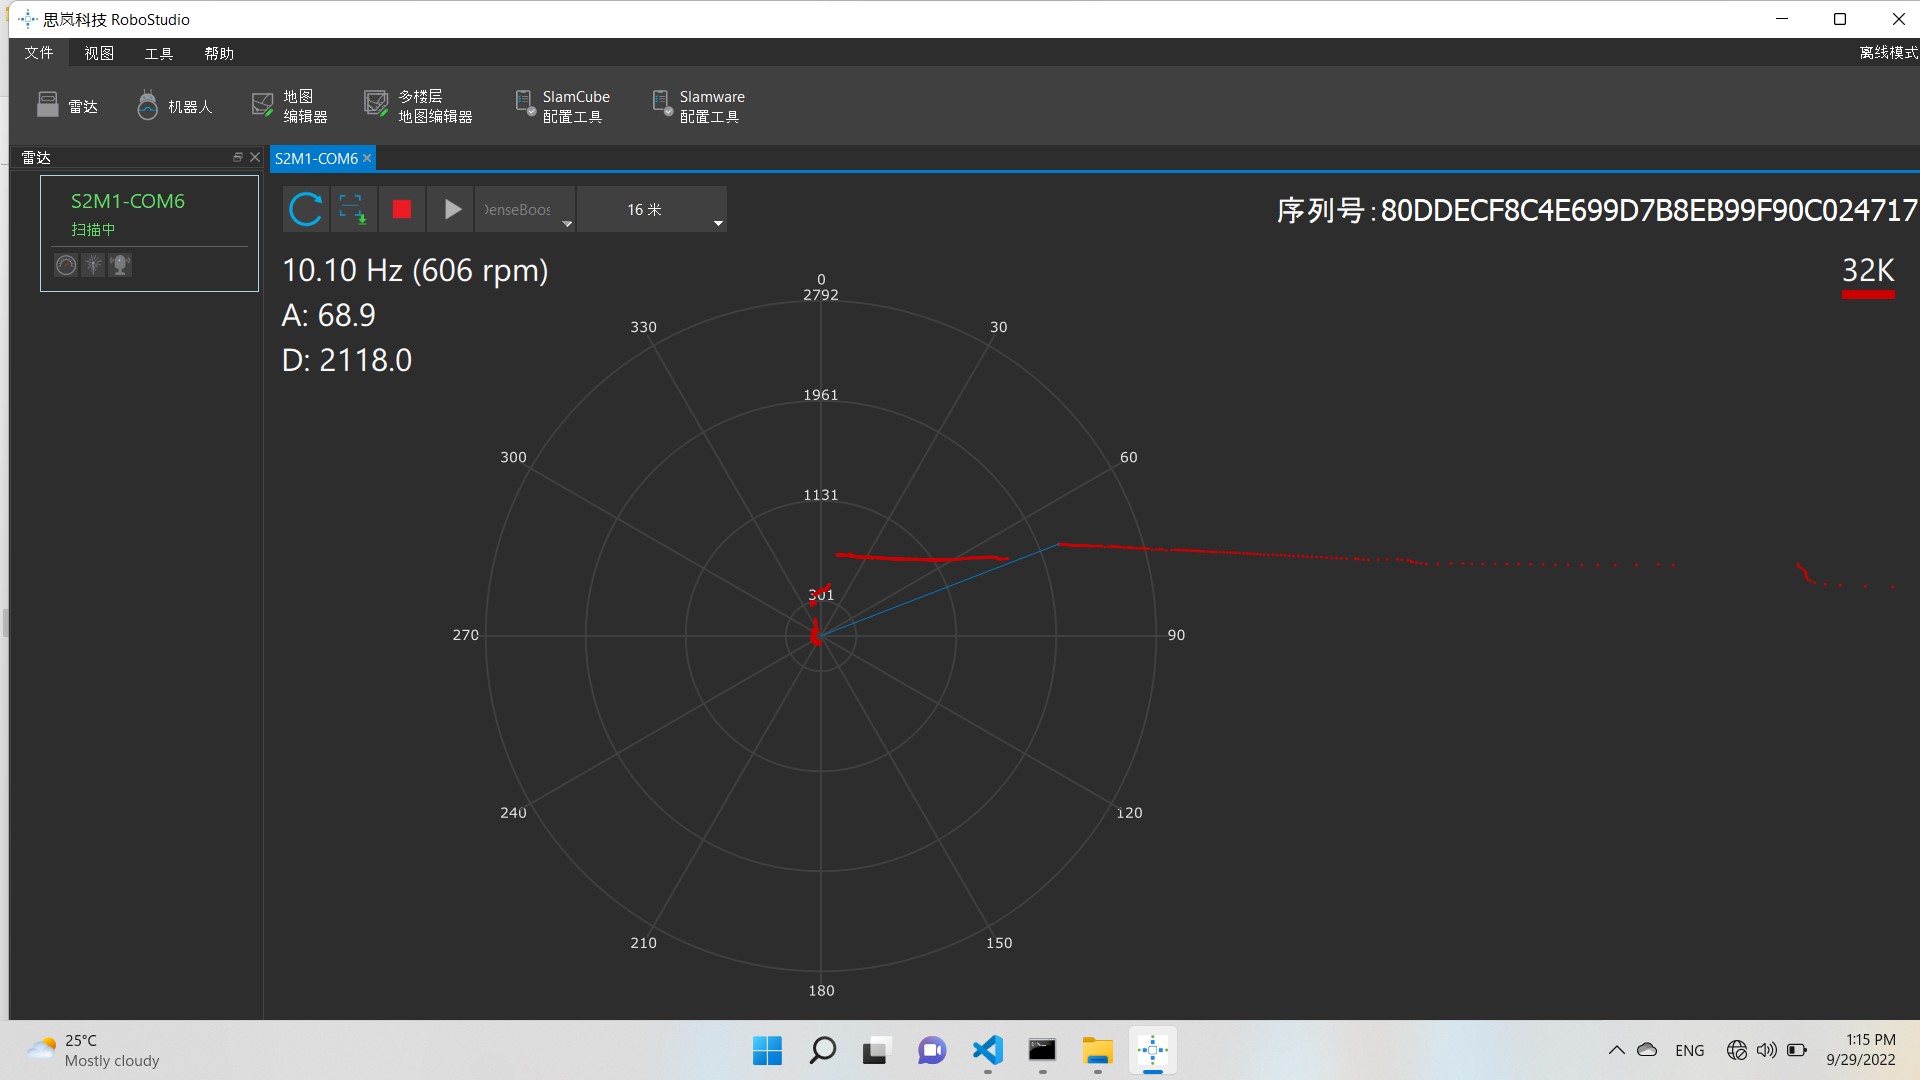 思岚科技 RoboStudio
文件 视图 工具 帮助 离线模式
雷达
机器人
地图
编辑器
多楼层
地图编辑器
SlamCube
配置工具
Slamware
配置工具
雷达
S2M1-COM6
S2M1-COM6
扫描中
DenseBoos
16 米
序列号:80DDECF8C4E699D7B8EB99F90C024717
10.10 Hz (606 rpm)
A: 68.9
D: 2118.0
32K
0
2792
330
30
1961
300
60
1131
301
270
90
240
120
210
150
180
25°C
Mostly cloudy
ENG
1:15 PM
9/29/2022